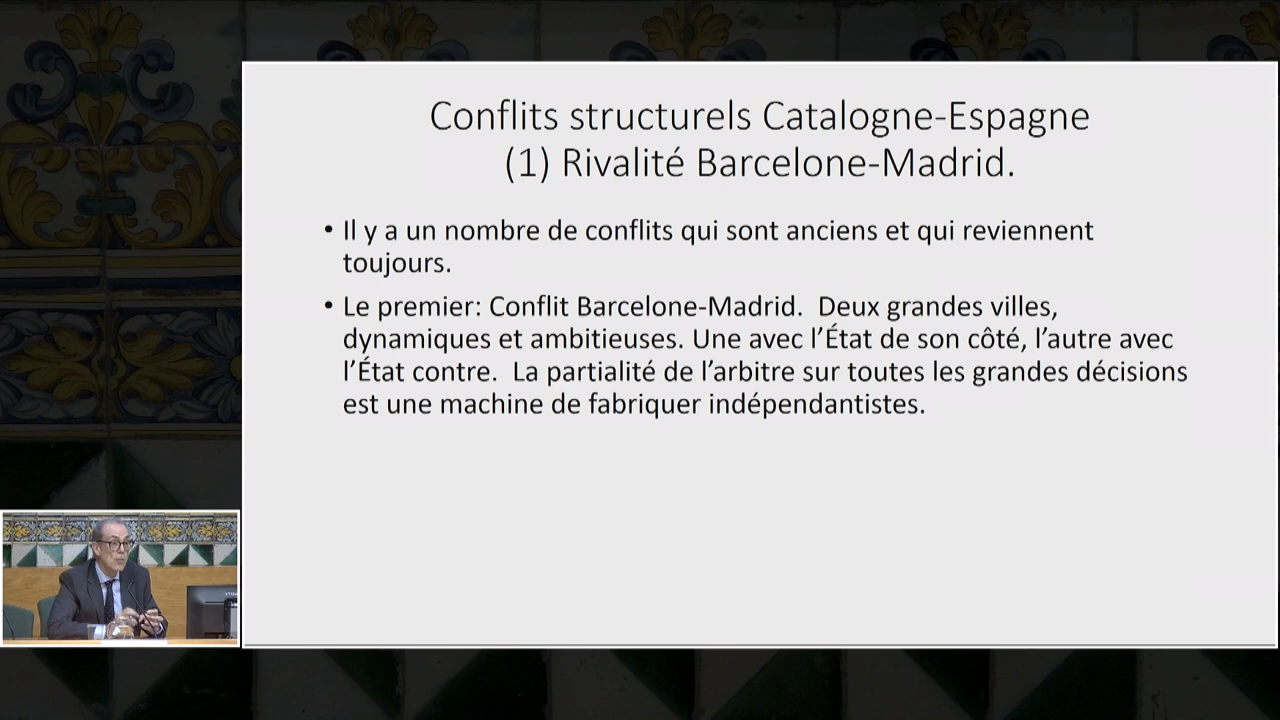 Conflits structurels Catalogne-Espagne
(1) Rivalité Barcelone-Madrid.
• Il y a un nombre de conflits qui sont anciens et qui reviennent
toujours.
• Le premier: Conflit Barcelone-Madrid.  Deux grandes villes,
dynamiques et ambitieuses. Une avec l’État de son côté, l’autre avec
l’État contre.  La partialité de l’arbitre sur toutes les grandes décisions
est une machine de fabriquer indépendantistes.